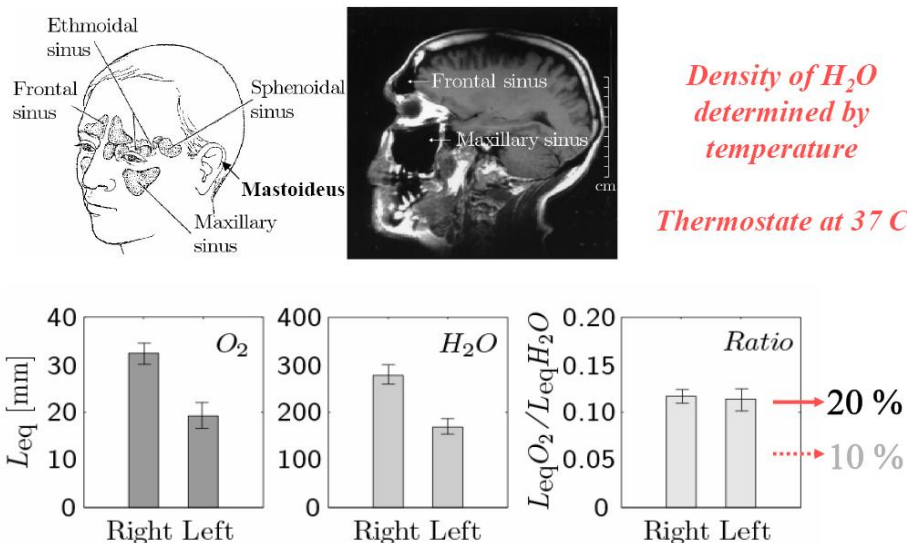 Ethmoidal
sinus
Frontal
sinus
Sphenoidal
sinus
Mastoideus
Maxillary
sinus
Frontal sinus
Maxillary sinus
cm
Density of H₂O
determined by
temperature
Thermostate at 37 C
Leq [mm]
40
30
20
10
0
O₂
Right Left
400
300
200
100
0
H₂O
Right Left
LeqO₂/LeqH₂O
0.20
0.15
0.10
0.05
0
Ratio
Right Left
20 %
10 %